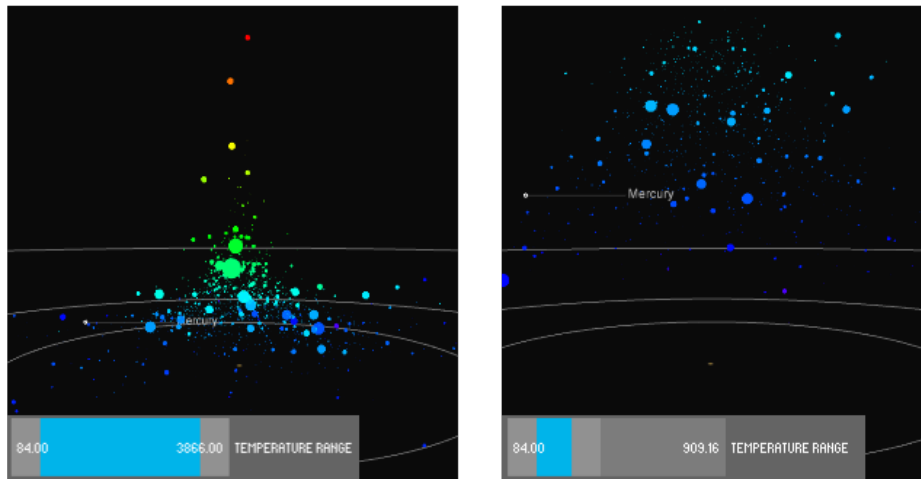 Mercury
84.00 3866.00 TEMPERATURE RANGE
Mercury
84.00 909.16 TEMPERATURE RANGE